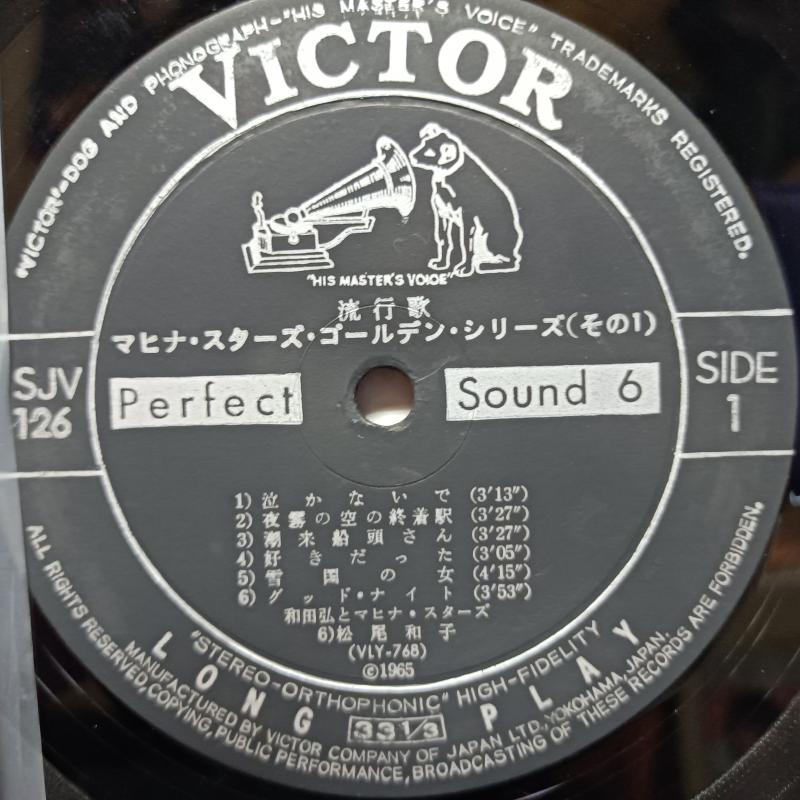 "VICTOR"-DOG AND PHONOGRAPH-"HIS MASTER'S VOICE" TRADEMARKS REGISTERED.
VICTOR
"HIS MASTER'S VOICE"
流行歌
マヒナ・スターズ・ゴールデン・シリーズ(その1)
SJV
126
Perfect Sound 6
SIDE
1
1) 泣かないで (3'13")
2) 夜霧の空の終着駅 (3'27")
3) 潮来船頭さん (3'27")
4) 好きだった (3'05")
5) 雪国の女 (4'15")
6) グッド・ナイト (3'53")
和田弘とマヒナ・スターズ
6)松尾和子
(VLY-768)
©1965
"STEREO-ORTHOPHONIC" HIGH-FIDELITY
LONG 33 1/3 PLAY
MANUFACTURED BY VICTOR COMPANY OF JAPAN LTD., YOKOHAMA, JAPAN.
ALL RIGHTS RESERVED, COPYING, PUBLIC PERFORMANCE, BROADCASTING OF THESE RECORDS ARE FORBIDDEN.